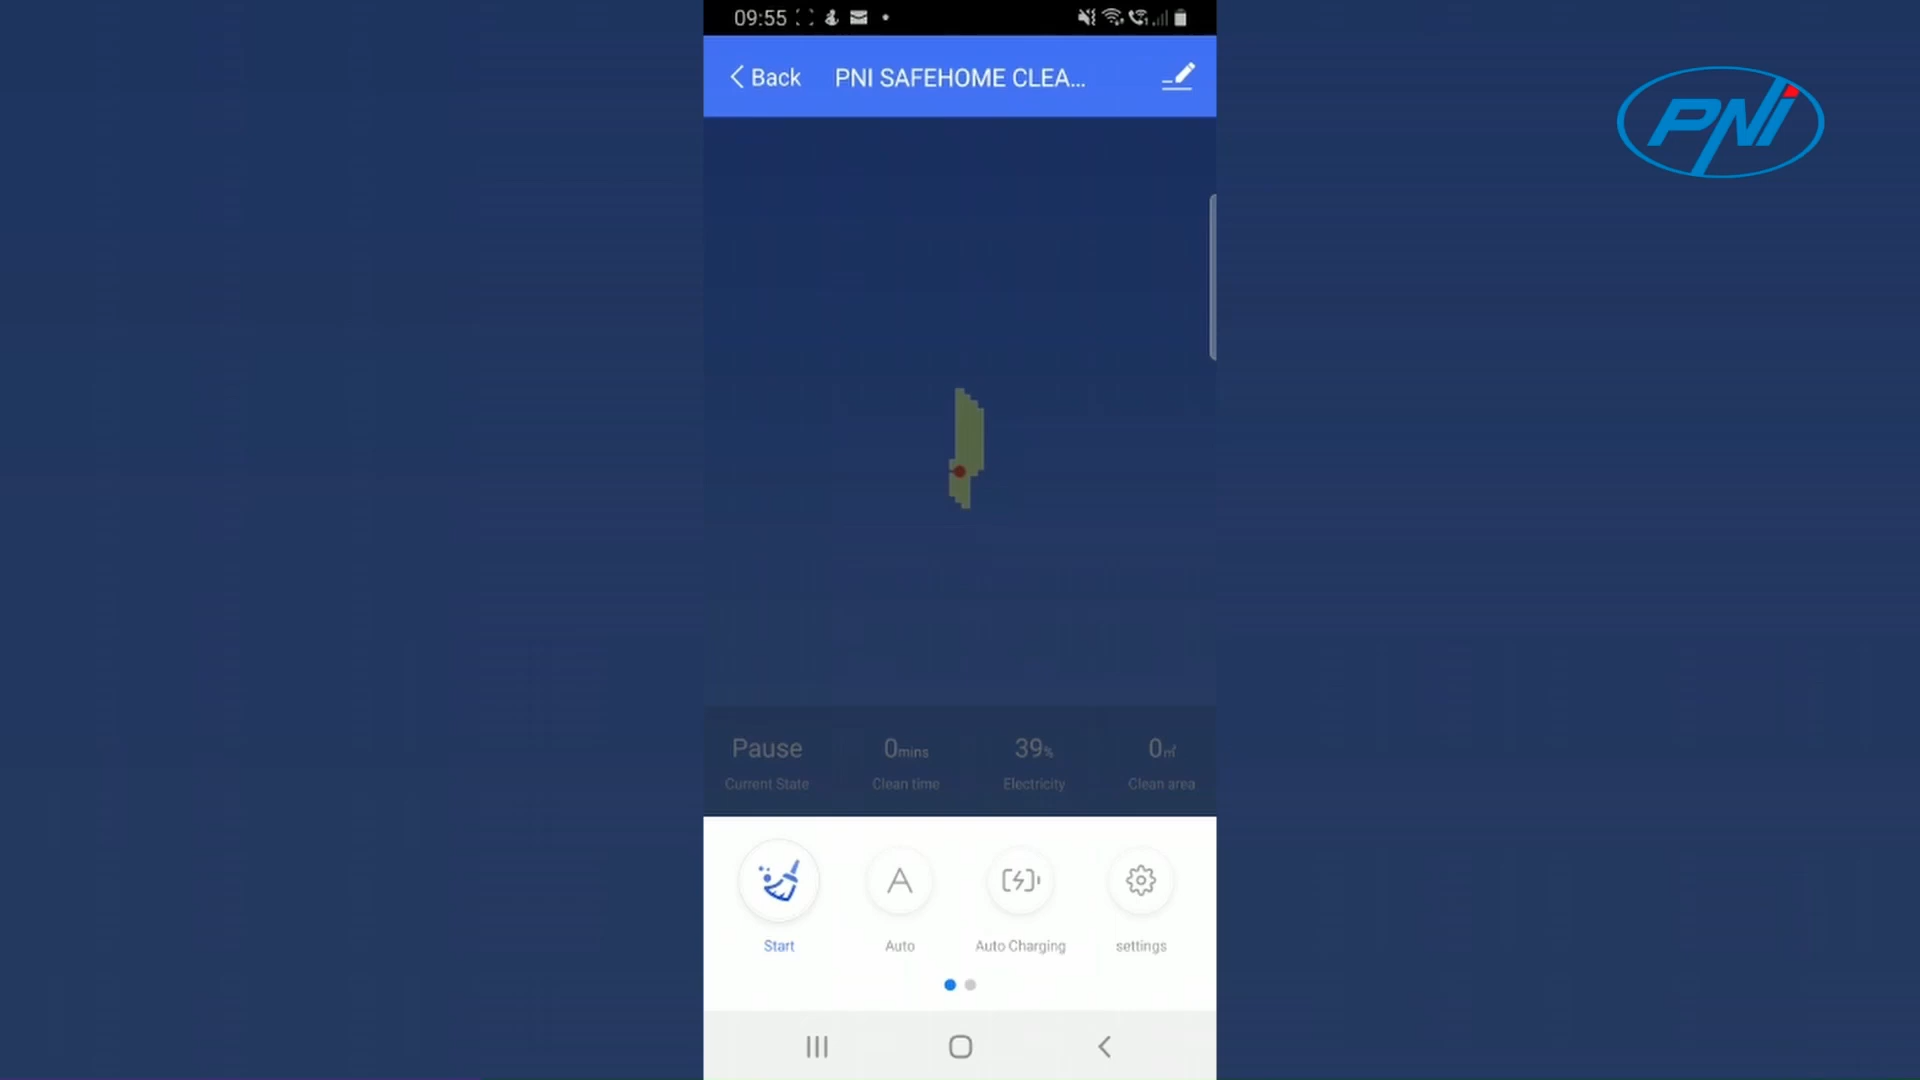 09:55
Back PNI SAFEHOME CLEA...
PNI
Pause 0mins 39% 0㎡
Current State Clean time Electricity Clean area
Start Auto Auto Charging settings